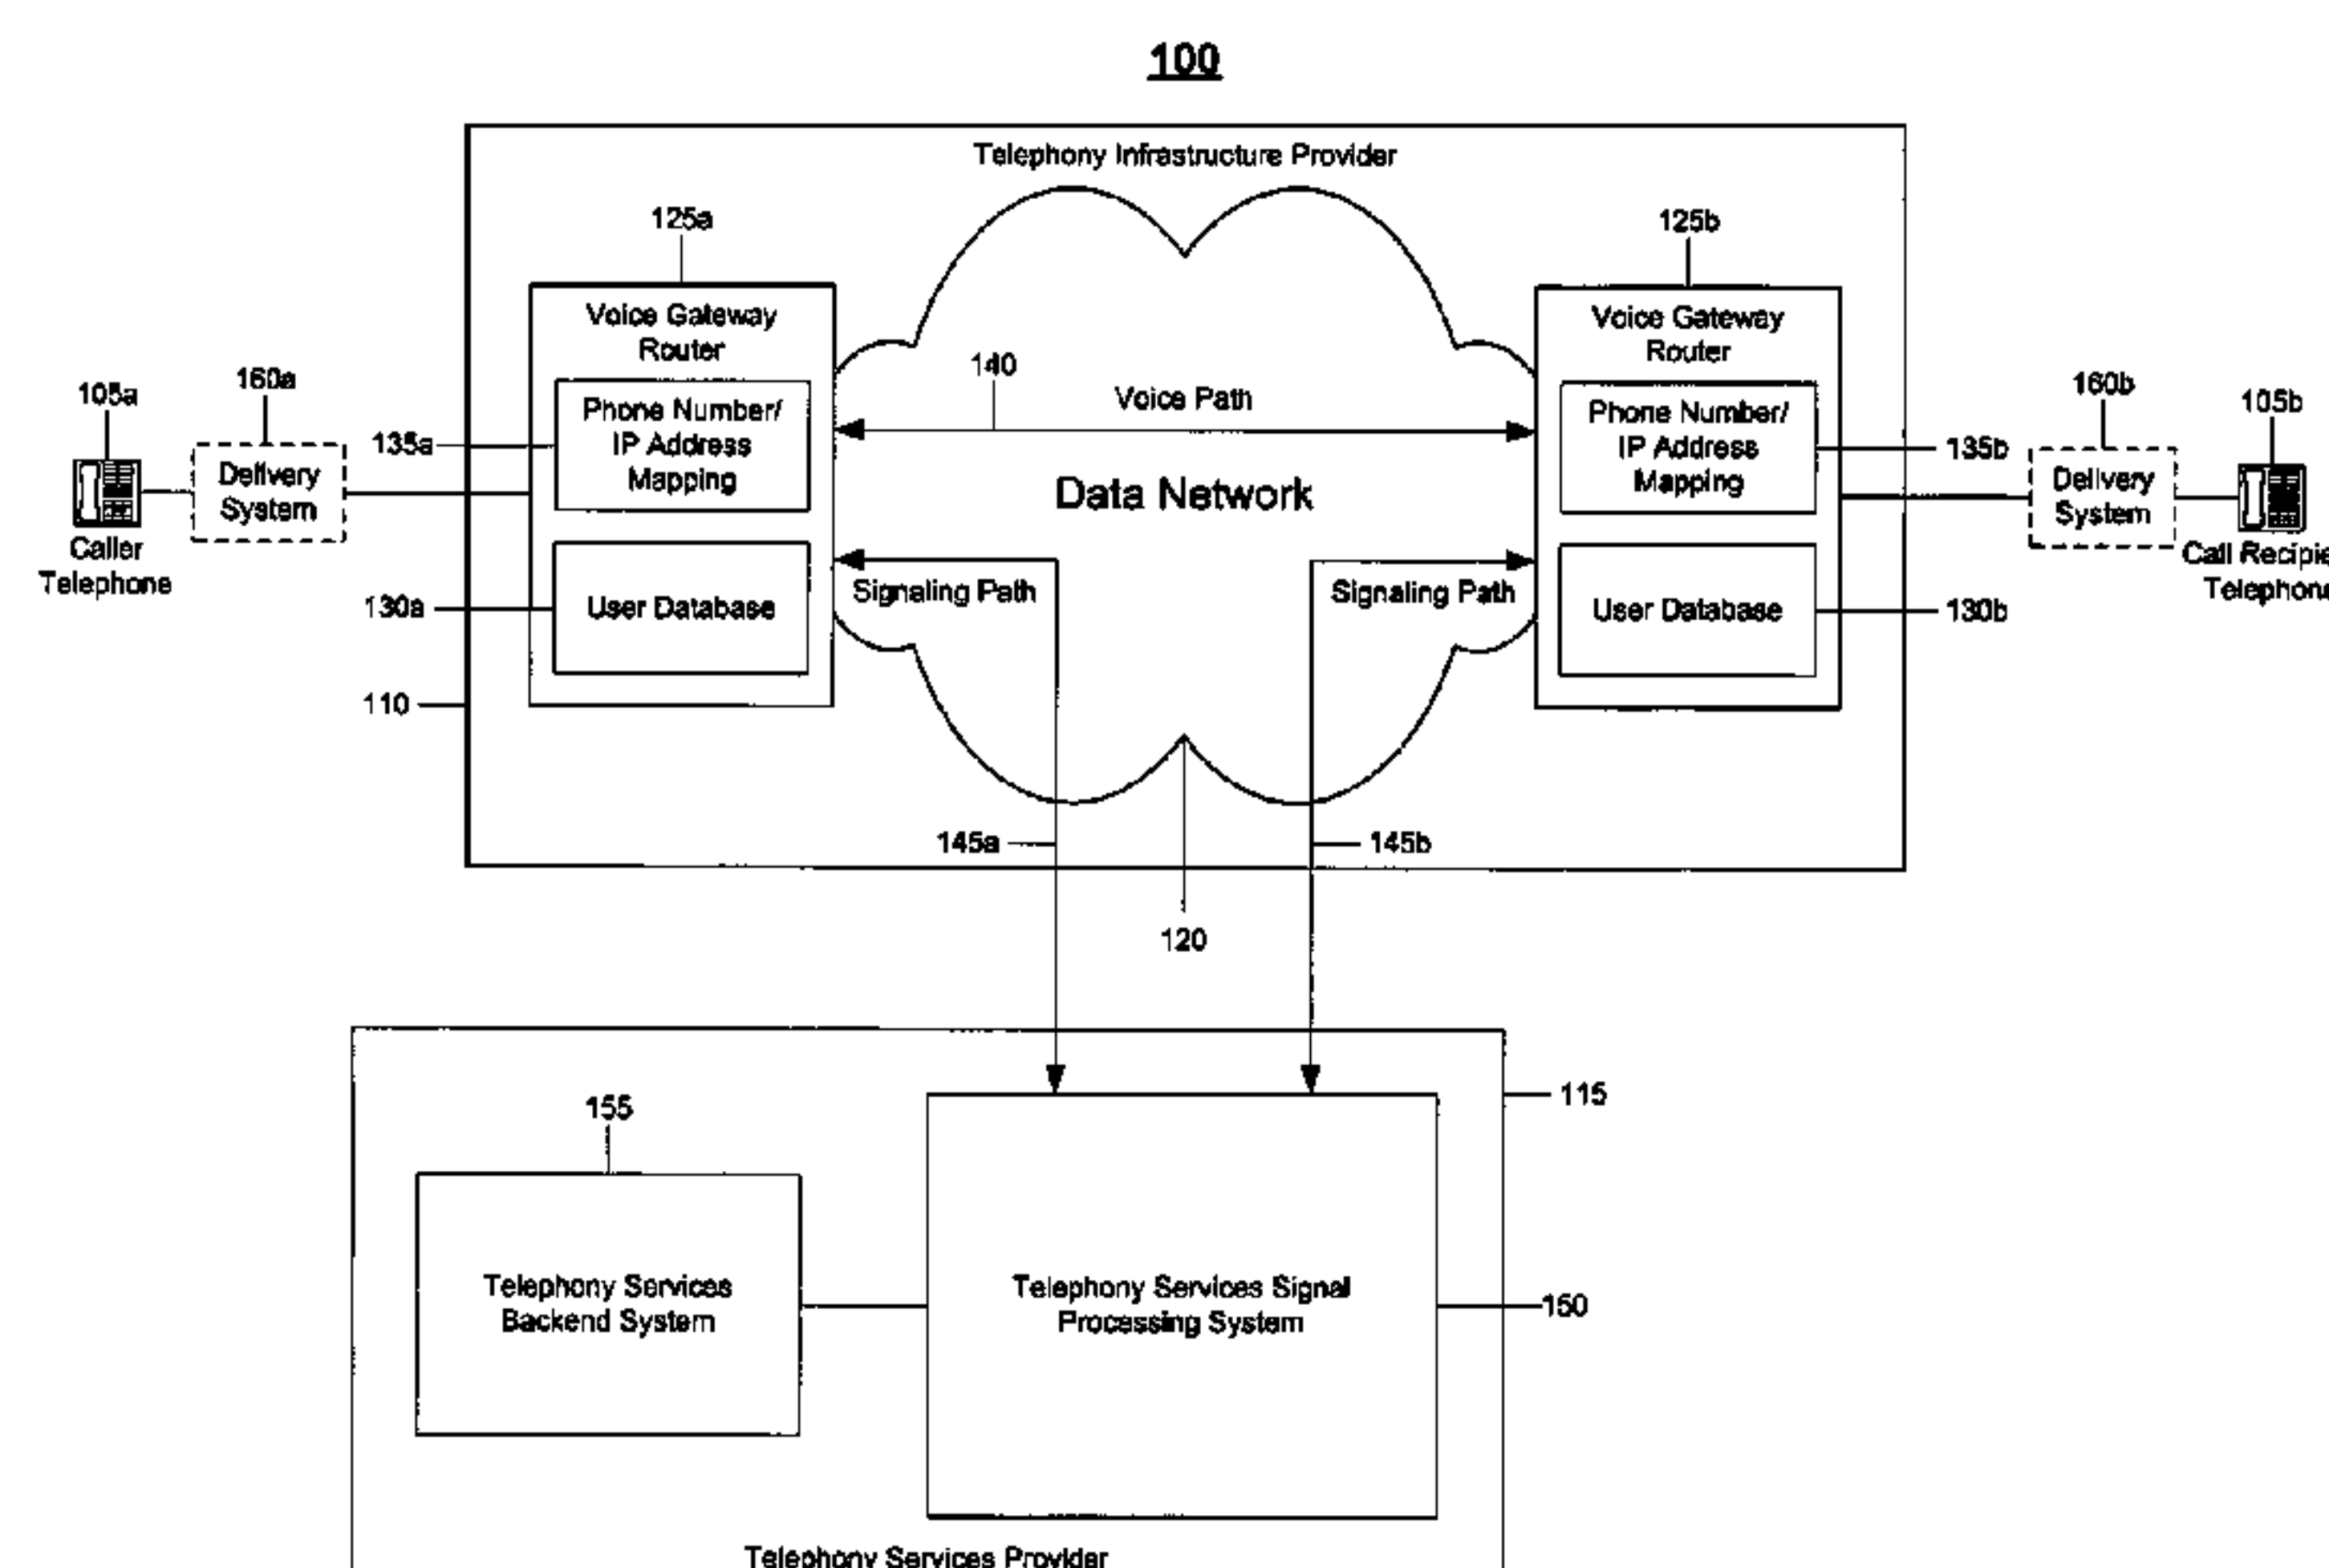 100
Telephony Infrastructure Provider
125a
125b
Voice Gateway
Router
Voice Gateway
Router
140
Voice Path
105a
160a
160b
105b
135a
Phone Number/
IP Address
Mapping
Phone Number/
IP Address
Mapping
135b
Delivery
System
Data Network
Delivery
System
Caller
Telephone
Call Recipie
Telephone
130a
User Database
Signaling Path
Signaling Path
User Database
130b
110
145a
145b
120
115
155
Telephony Services
Backend System
Telephony Services Signal
Processing System
150
Telephony Services Provider